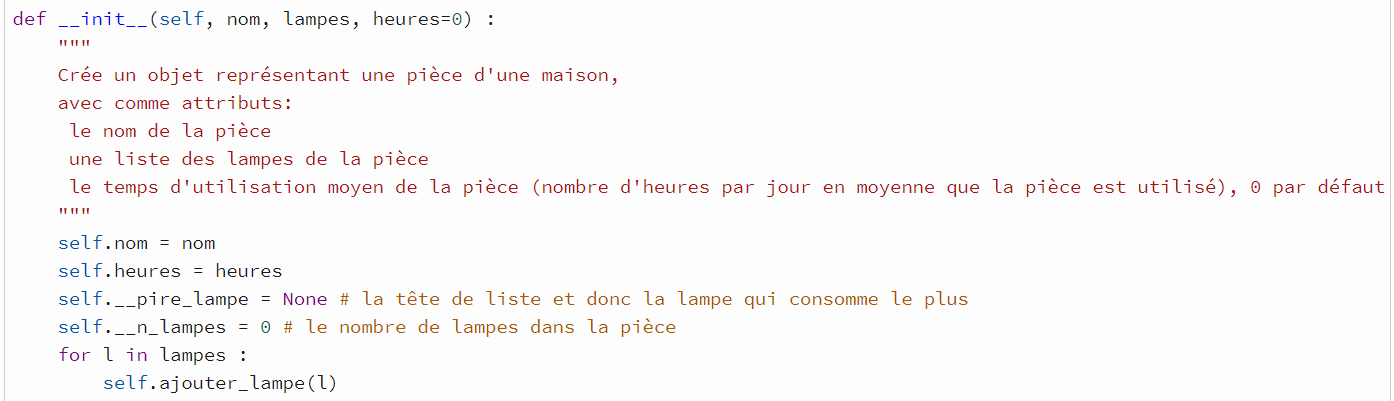 def __init__(self, nom, lampes, heures=0) :
    """
    Crée un objet représentant une pièce d'une maison,
    avec comme attributs:
     le nom de la pièce
     une liste des lampes de la pièce
     le temps d'utilisation moyen de la pièce (nombre d'heures par jour en moyenne que la pièce est utilisé), 0 par défaut
    """
    self.nom = nom
    self.heures = heures
    self.__pire_lampe = None # la tête de liste et donc la lampe qui consomme le plus
    self.__n_lampes = 0 # le nombre de lampes dans la pièce
    for l in lampes :
        self.ajouter_lampe(l)